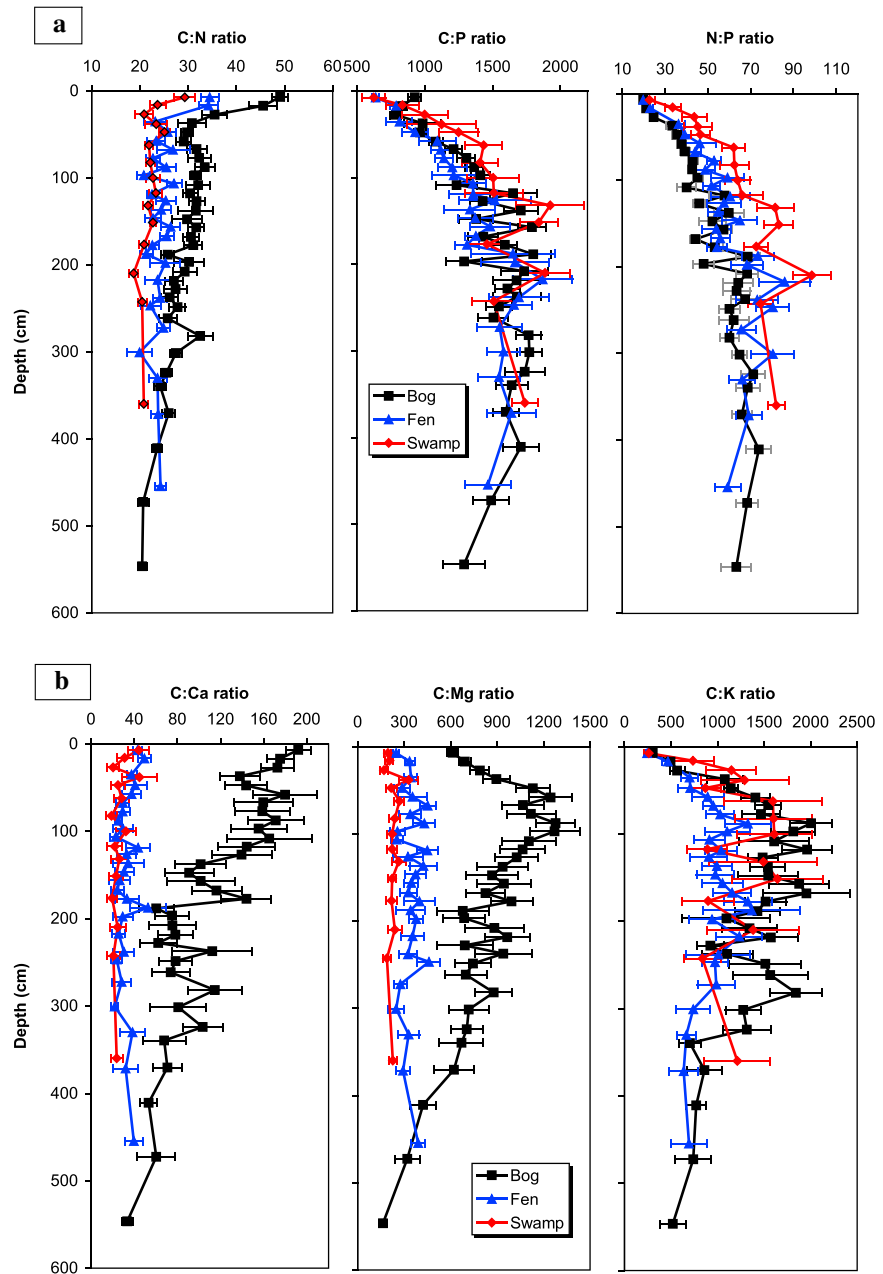 a
C:N ratio
C:P ratio
N:P ratio
10 20 30 40 50 60
500 1000 1500 2000
10 30 50 70 90 110
0
100
200
300
400
500
600
Depth (cm)
Bog
Fen
Swamp
b
C:Ca ratio
C:Mg ratio
C:K ratio
0 40 80 120 160 200
0 300 600 900 1200 1500
0 500 1000 1500 2000 2500
0
100
200
300
400
500
600
Depth (cm)
Bog
Fen
Swamp